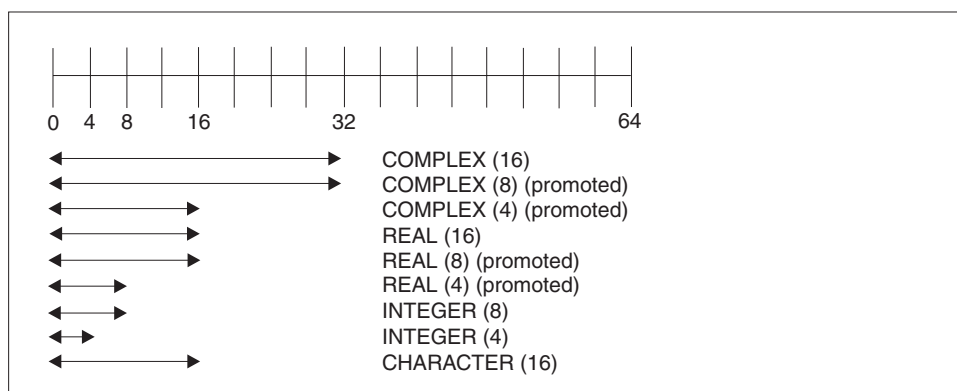 0 4 8 16 32 64
COMPLEX (16)
COMPLEX (8) (promoted)
COMPLEX (4) (promoted)
REAL (16)
REAL (8) (promoted)
REAL (4) (promoted)
INTEGER (8)
INTEGER (4)
CHARACTER (16)